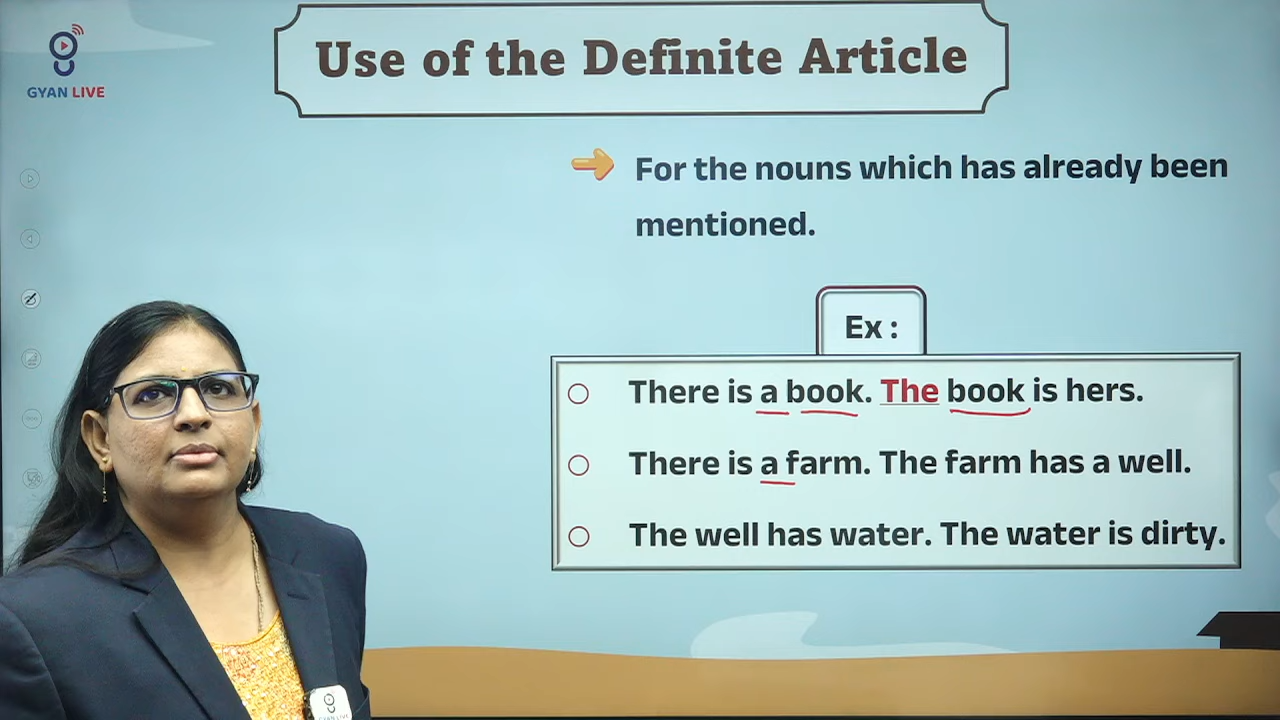 GYAN LIVE
Use of the Definite Article
For the nouns which has already been
mentioned.
Ex :
There is a book. The book is hers.
There is a farm. The farm has a well.
The well has water. The water is dirty.
GYAN LIVE